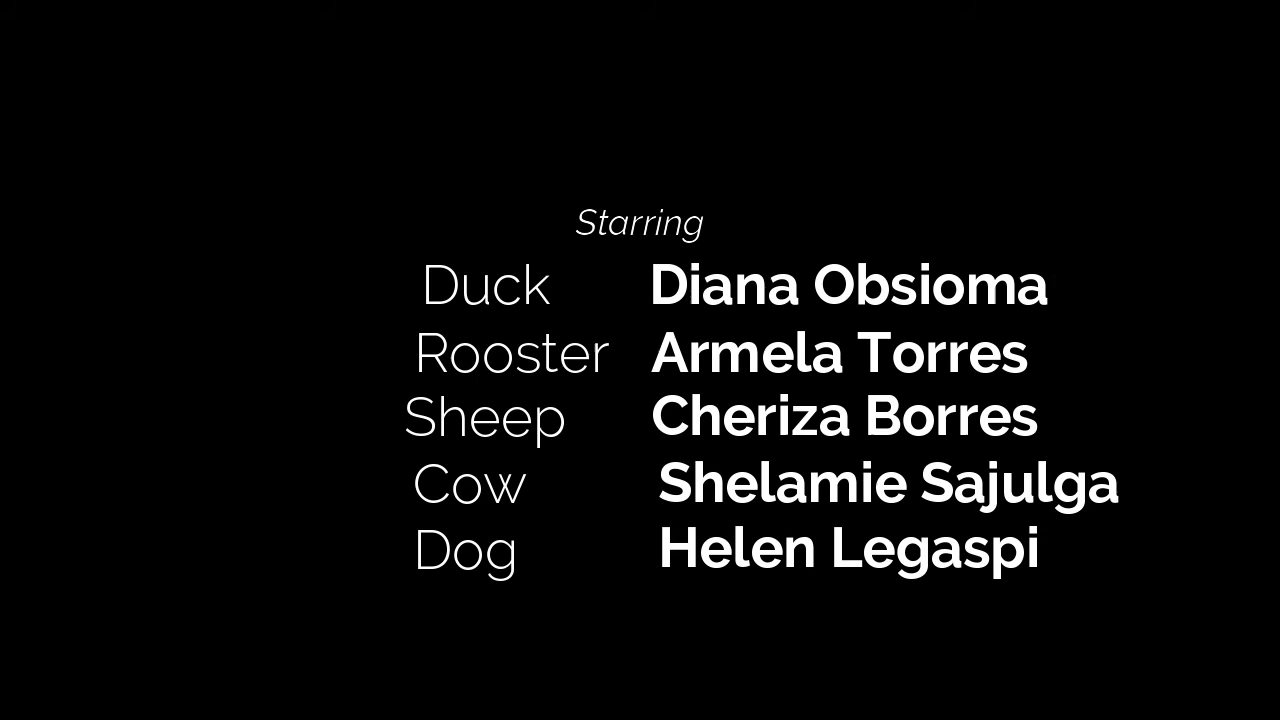 Starring
Duck Diana Obsioma
Rooster Armela Torres
Sheep Cheriza Borres
Cow Shelamie Sajulga
Dog Helen Legaspi